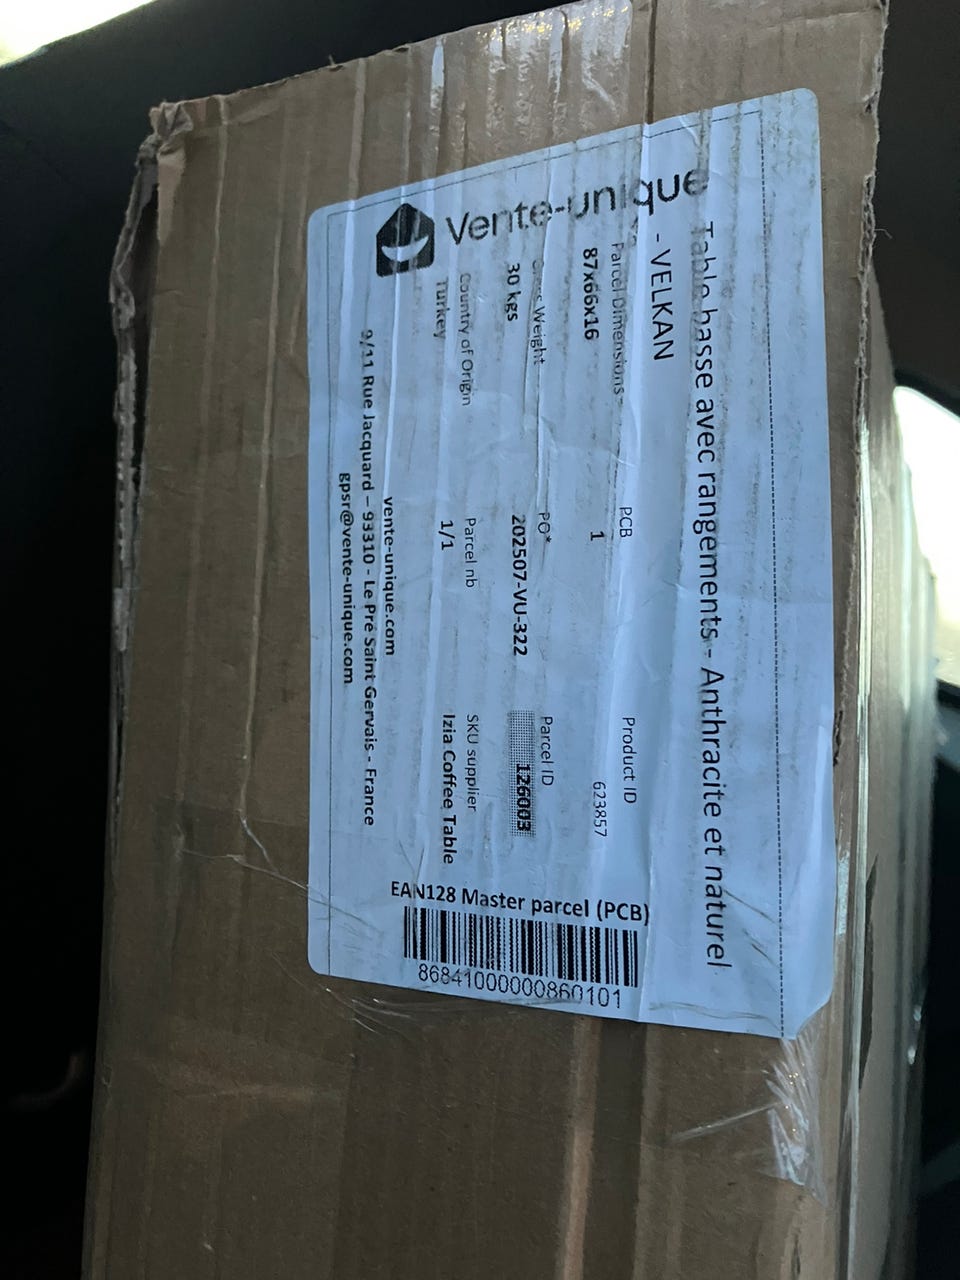 Vente-unique
Table basse avec rangements - Anthracite et naturel
- VELKAN
Parcel Dimensions
87x66x16
PCB
1
Product ID
623857
Weight
30 kgs
PO*
202507-VU-322
Parcel ID
126003
Country of Origin
Turkey
Parcel nb
1/1
SKU supplier
Izia Coffee Table
vente-unique.com
9/11 Rue Jacquard – 93310 - Le Pré Saint Gervais - France
gpsr@vente-unique.com
EAN128 Master parcel (PCB)
86841000000860101